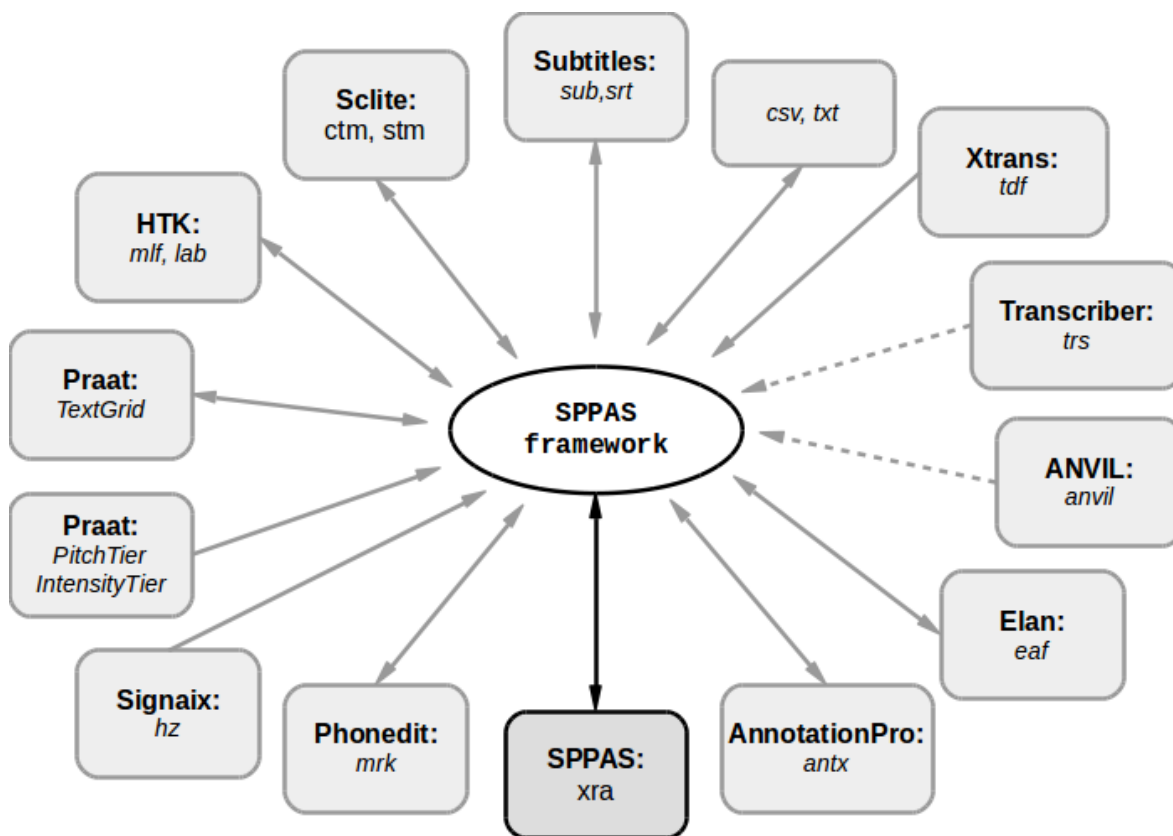 Subtitles:
sub,srt
Sclite:
ctm, stm
csv, txt
Xtrans:
tdf
HTK:
mlf, lab
Transcriber:
trs
Praat:
TextGrid
SPPAS
framework
ANVIL:
anvil
Praat:
PitchTier
IntensityTier
Elan:
eaf
Signaix:
hz
Phonedit:
mrk
SPPAS:
xra
AnnotationPro:
antx